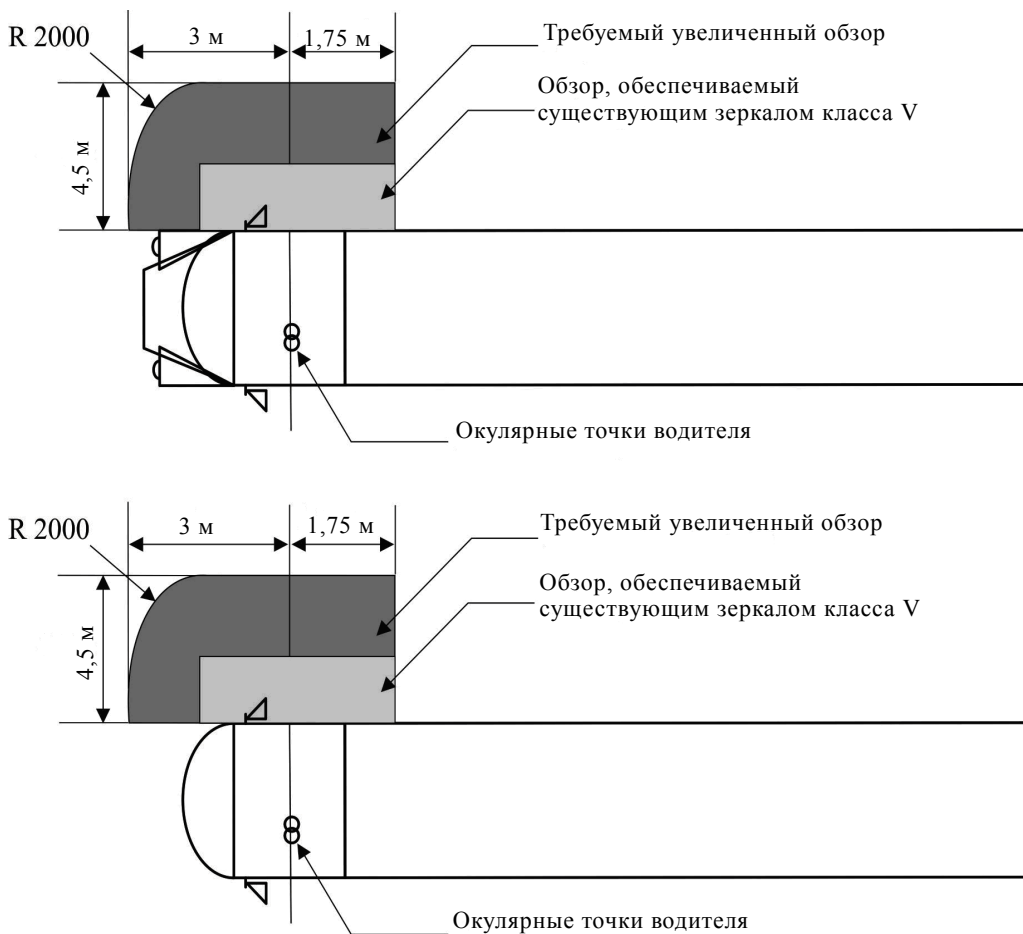 R 2000
3 м
1,75 м
Требуемый увеличенный обзор
Обзор, обеспечиваемый
существующим зеркалом класса V
4,5 м
Окулярные точки водителя
R 2000
3 м
1,75 м
Требуемый увеличенный обзор
Обзор, обеспечиваемый
существующим зеркалом класса V
4,5 м
Окулярные точки водителя